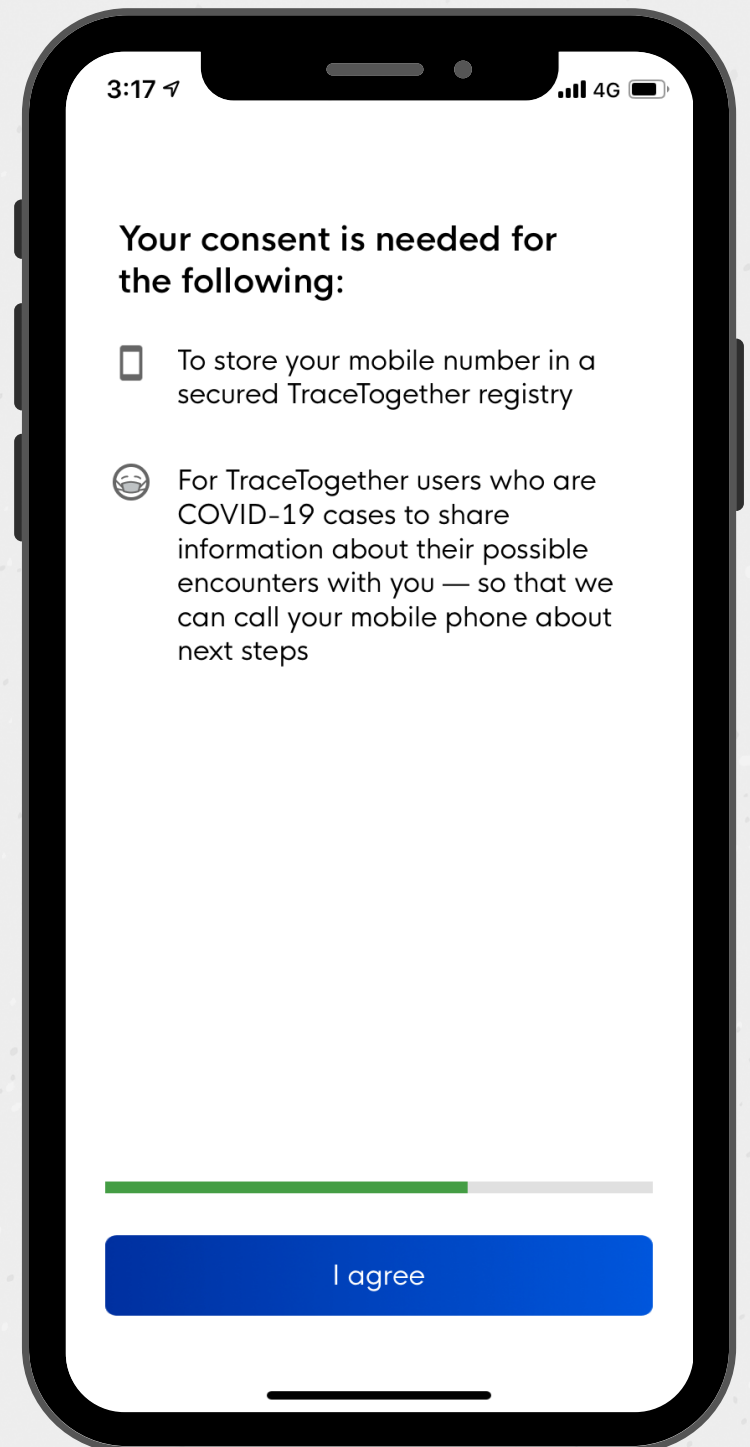 3:17 4G
Your consent is needed for
the following:
To store your mobile number in a
secured TraceTogether registry
For TraceTogether users who are
COVID-19 cases to share
information about their possible
encounters with you — so that we
can call your mobile phone about
next steps
I agree